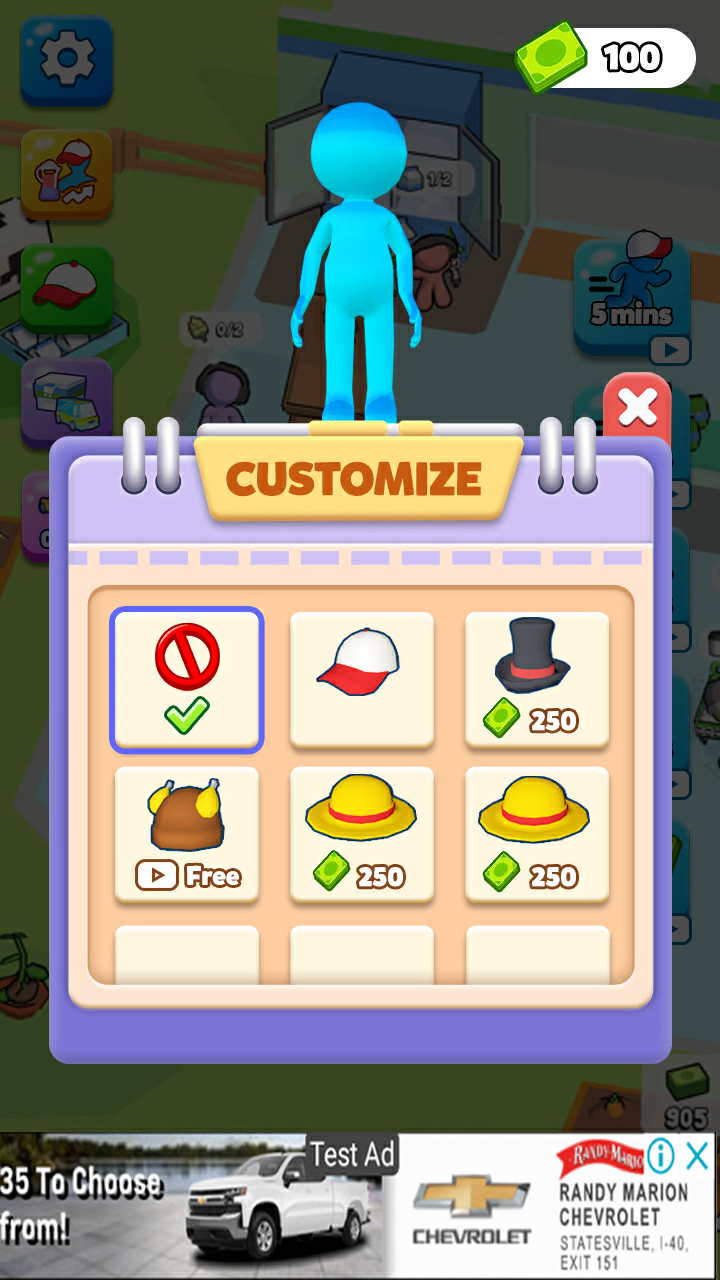 100
1/2
5 mins
0/2
CUSTOMIZE
250
Free
250
250
905
Test Ad
35 To Choose
from!
CHEVROLET
RANDY MARION
RANDY MARION
CHEVROLET
STATESVILLE, I-40,
EXIT 151